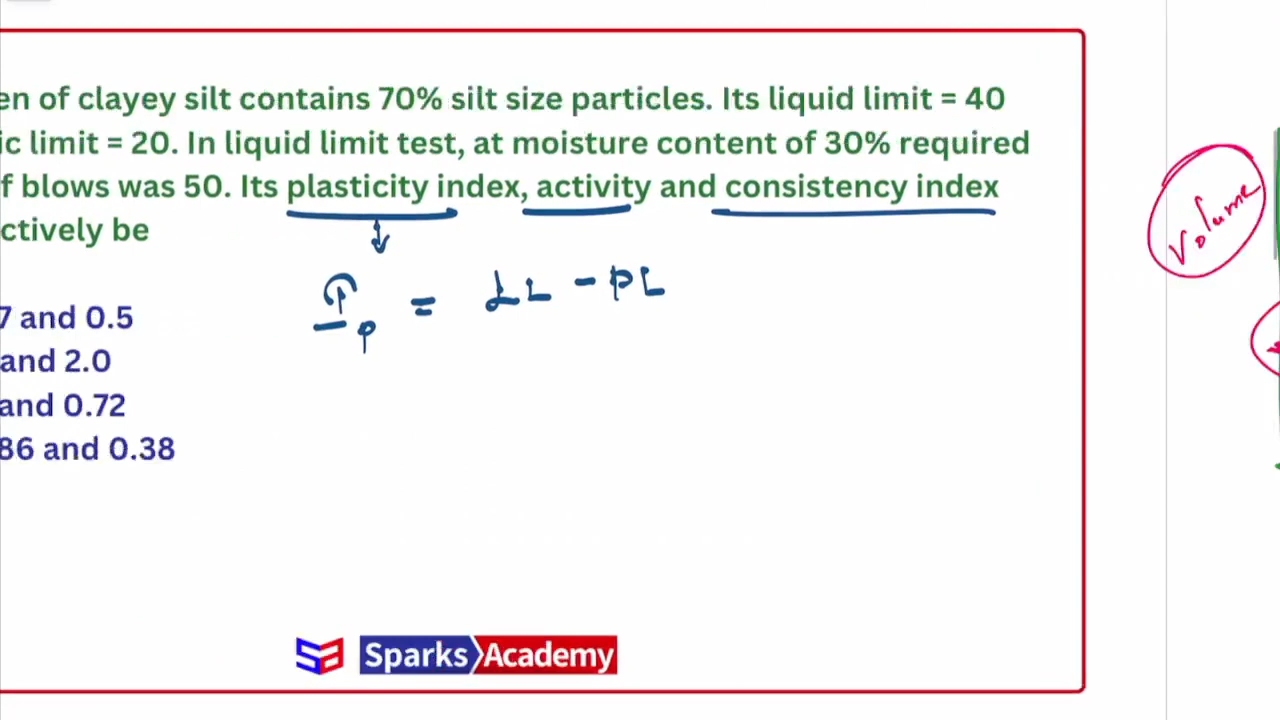 en of clayey silt contains 70% silt size particles. Its liquid limit = 40
ic limit = 20. In liquid limit test, at moisture content of 30% required
f blows was 50. Its plasticity index, activity and consistency index
ctively be
Ip = LL - PL
7 and 0.5
and 2.0
and 0.72
86 and 0.38
Volume
Sparks Academy